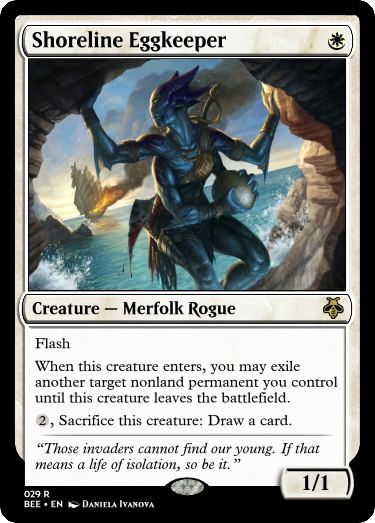 Shoreline Eggkeeper
Creature — Merfolk Rogue
Flash
When this creature enters, you may exile
another target nonland permanent you control
until this creature leaves the battlefield.
2, Sacrifice this creature: Draw a card.
“Those invaders cannot find our young. If that
means a life of isolation, so be it.”
1/1
029 R
BEE • EN Daniela Ivanova